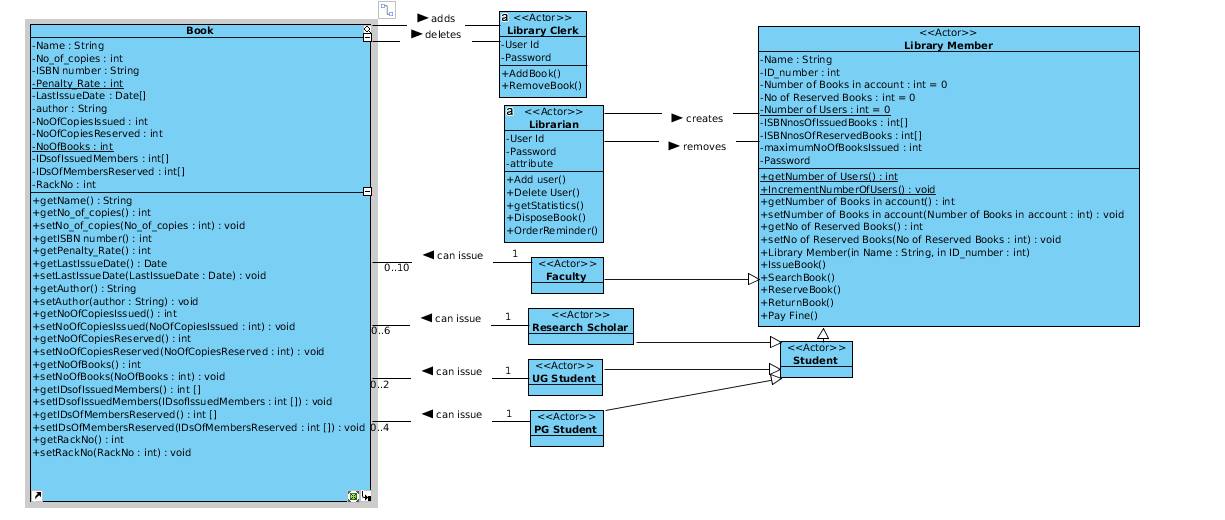 Book
-Name : String
-No_of_copies : int
-ISBN number : String
-Penalty_Rate : int
-LastIssueDate : Date[]
-author : String
-NoOfCopiesIssued : int
-NoOfCopiesReserved : int
-NoOfBooks : int
-IDsofIssuedMembers : int[]
-IDsOfMembersReserved : int[]
-RackNo : int
+getName() : String
+getNo_of_copies() : int
+setNo_of_copies(No_of_copies : int) : void
+getISBN number() : int
+getPenalty_Rate() : int
+getLastIssueDate() : Date
+setLastIssueDate(LastIssueDate : Date) : void
+getAuthor() : String
+setAuthor(author : String) : void
+getNoOfCopiesIssued() : int
+setNoOfCopiesIssued(NoOfCopiesIssued : int) : void
+getNoOfCopiesReserved() : int
+setNoOfCopiesReserved(NoOfCopiesReserved : int) : void
+getNoOfBooks() : int
+setNoOfBooks(NoOfBooks : int) : void
+getIDsofIssuedMembers() : int []
+setIDsofIssuedMembers(IDsofIssuedMembers : int []) : void
+getIDsOfMembersReserved() : int []
+setIDsOfMembersReserved(IDsOfMembersReserved : int []) : void
+getRackNo() : int
+setRackNo(RackNo : int) : void
adds
deletes
a
<<Actor>>
Library Clerk
-User Id
-Password
+AddBook()
+RemoveBook()
a
<<Actor>>
Librarian
-User Id
-Password
-attribute
+Add user()
+Delete User()
+getStatistics()
+DisposeBook()
+OrderReminder()
creates
removes
<<Actor>>
Library Member
-Name : String
-ID_number : int
-Number of Books in account : int = 0
-No of Reserved Books : int = 0
-Number of Users : int = 0
-ISBNnosOfIssuedBooks : int[]
-ISBNnosOfReservedBooks : int[]
-maximumNoOfBooksIssued : int
-Password
+getNumber of Users() : int
+IncrementNumberOfUsers() : void
+getNumber of Books in account() : int
+setNumber of Books in account(Number of Books in account : int) : void
+getNo of Reserved Books() : int
+setNo of Reserved Books(No of Reserved Books : int) : void
+Library Member(in Name : String, in ID_number : int)
+IssueBook()
+SearchBook()
+ReserveBook()
+ReturnBook()
+Pay Fine()
0..10
can issue
1
<<Actor>>
Faculty
0..6
can issue
1
<<Actor>>
Research Scholar
0..2
can issue
1
<<Actor>>
UG Student
0..4
can issue
1
<<Actor>>
PG Student
<<Actor>>
Student